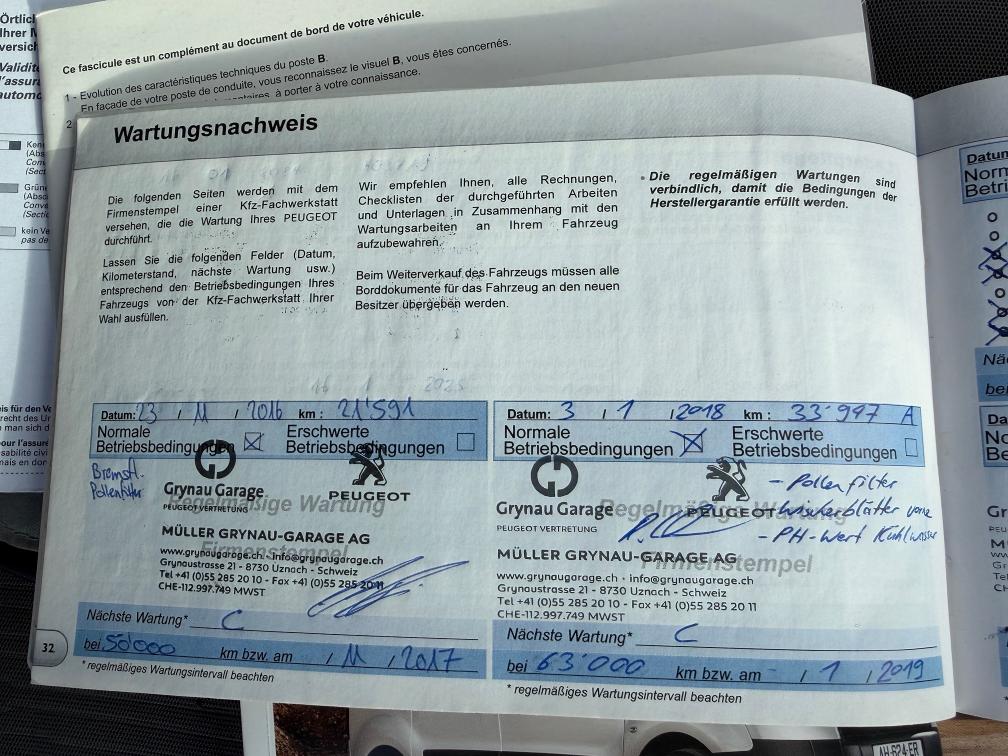 Ce fascicule est un complément au document de bord de votre véhicule.
1 - Evolution des caractéristiques techniques du poste B.
En façade de votre poste de conduite, vous reconnaissez le visuel B, vous êtes concernés.
à porter à votre connaissance.
2
Wartungsnachweis
Die folgenden Seiten werden mit dem
Firmenstempel einer Kfz-Fachwerkstatt
versehen, die die Wartung Ihres PEUGEOT
durchführt.
Lassen Sie die folgenden Felder (Datum,
Kilometerstand, nächste Wartung usw.)
entsprechend den Betriebsbedingungen Ihres
Fahrzeugs von der Kfz-Fachwerkstatt Ihrer
Wahl ausfüllen.
Wir empfehlen Ihnen, alle Rechnungen,
Checklisten der durchgeführten Arbeiten
und Unterlagen in Zusammenhang mit den
Wartungsarbeiten an Ihrem Fahrzeug
aufzubewahren.
Beim Weiterverkauf des Fahrzeugs müssen alle
Borddokumente für das Fahrzeug an den neuen
Besitzer übergeben werden.
• Die regelmäßigen Wartungen sind
verbindlich, damit die Bedingungen der
Herstellergarantie erfüllt werden.
Datum: 23 / 11 / 2016 km : 21'591
Normale
Betriebsbedingungen
Erschwerte
Betriebsbedingungen
Bremsfl.
Pollenfilter
Grynau Garage
PEUGEOT VERTRETUNG
PEUGEOT
Regelmäßige Wartung
MÜLLER GRYNAU-GARAGE AG
Firmenstempel
www.grynaugarage.ch · info@grynaugarage.ch
Grynaustrasse 21 - 8730 Uznach - Schweiz
Tel +41 (0)55 285 20 10 - Fax +41 (0)55 285 20 11
CHE-112.997.749 MWST
Nächste Wartung* C
bei 50000 km bzw. am / 11 / 2017
* regelmäßiges Wartungsintervall beachten
32
Datum: 3 / 1 / 2018 km : 33'997 A
Normale
Betriebsbedingungen
Erschwerte
Betriebsbedingungen
Grynau Garage
PEUGEOT VERTRETUNG
PEUGEOT
Regelmäßige Wartung
- Pollenfilter
- Wischerblätter vorne
- PH-Wert Kühlwasser
MÜLLER GRYNAU-GARAGE AG
Firmenstempel
www.grynaugarage.ch · info@grynaugarage.ch
Grynaustrasse 21 - 8730 Uznach - Schweiz
Tel +41 (0)55 285 20 10 - Fax +41 (0)55 285 20 11
CHE-112.997.749 MWST
Nächste Wartung* C
bei 63'000 km bzw. am - / 1 / 2019
* regelmäßiges Wartungsintervall beachten
AH-624-ER